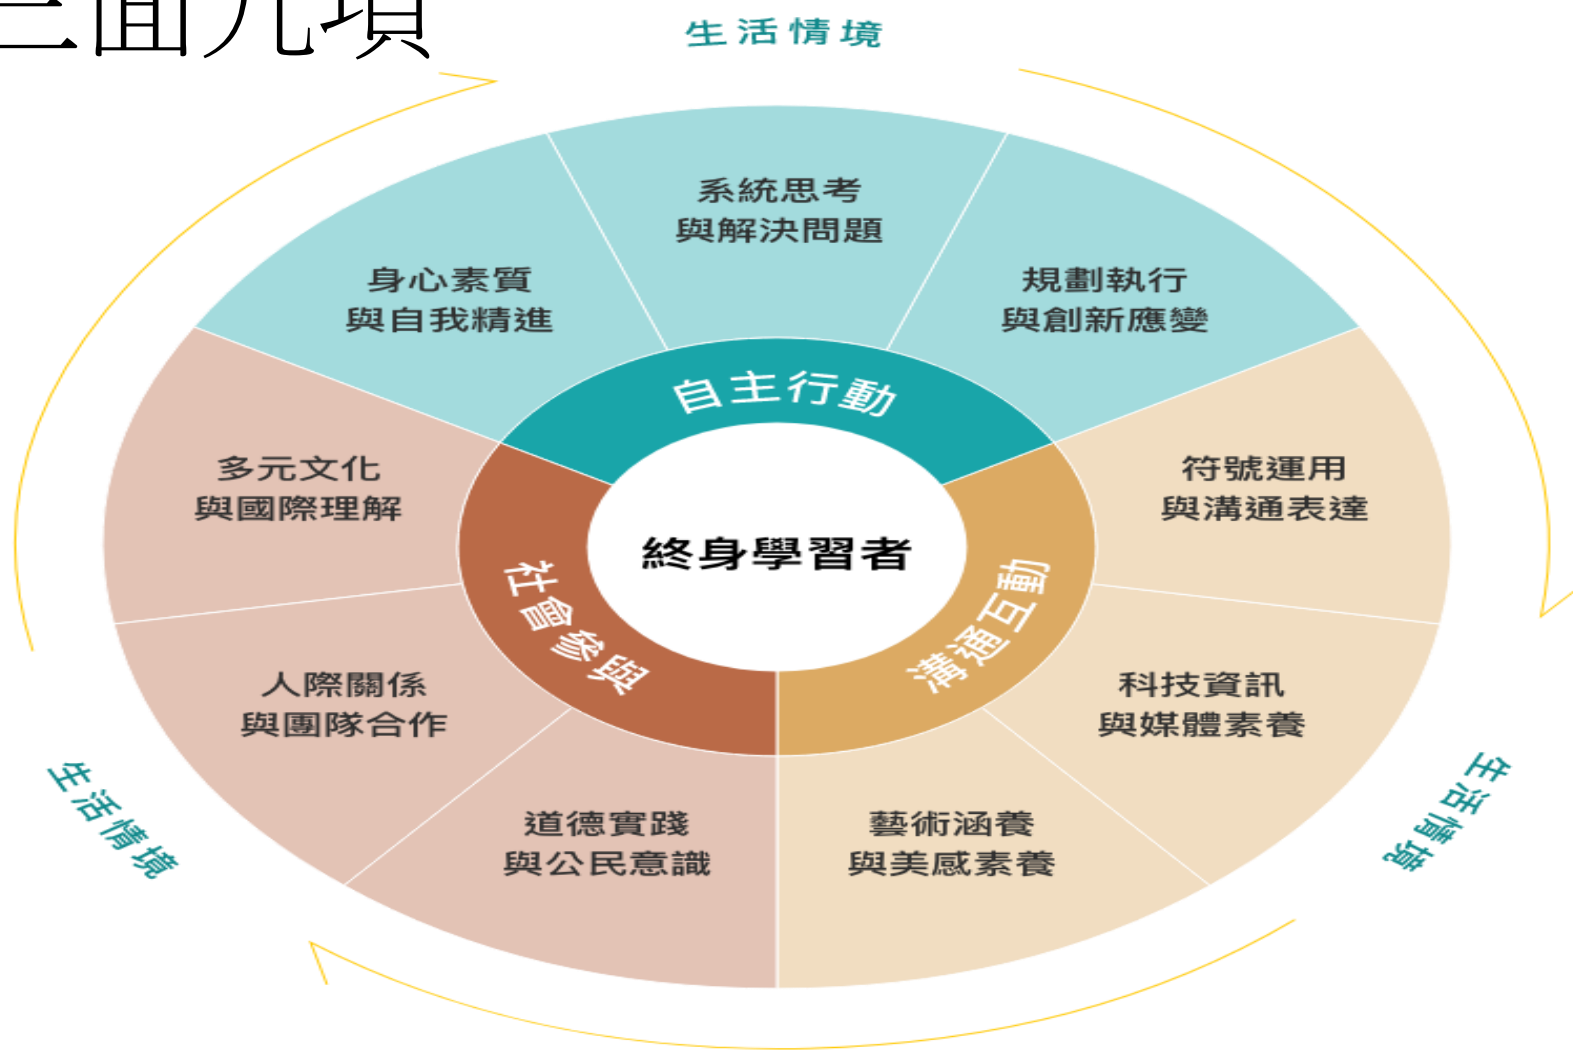 三面九項
生活情境
系統思考
與解決問題
身心素質
與自我精進
規劃執行
與創新應變
自主行動
多元文化
與國際理解
符號運用
與溝通表達
終身學習者
社會參與
溝通互動
人際關係
與團隊合作
科技資訊
與媒體素養
生活情境
生活情境
道德實踐
與公民意識
藝術涵養
與美感素養